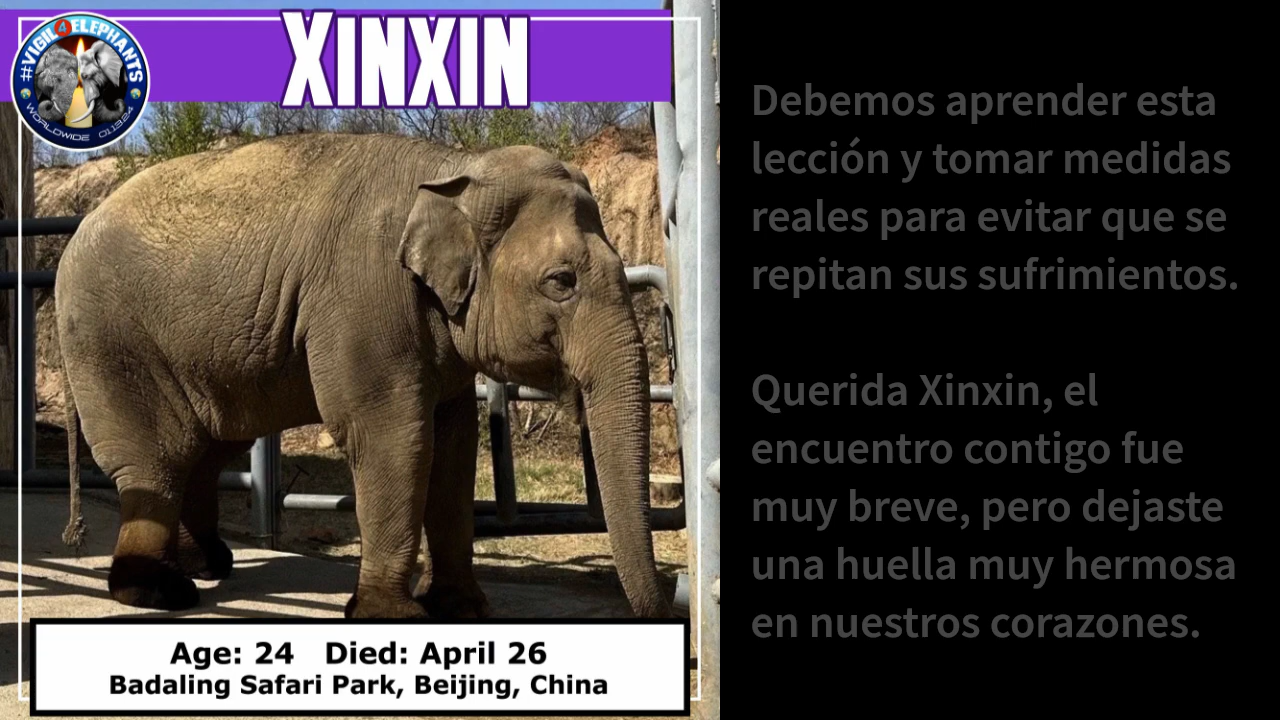 #VIGIL4ELEPHANTS
WORLDWIDE 01.13.24
XINXIN
Age: 24 Died: April 26
Badaling Safari Park, Beijing, China
Debemos aprender esta
lección y tomar medidas
reales para evitar que se
repitan sus sufrimientos.
Querida Xinxin, el
encuentro contigo fue
muy breve, pero dejaste
una huella muy hermosa
en nuestros corazones.